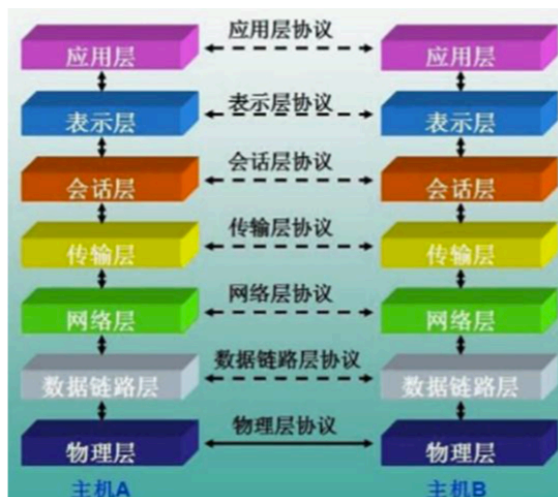 应用层协议
应用层 应用层
表示层协议
表示层 表示层
会话层协议
会话层 会话层
传输层协议
传输层 传输层
网络层协议
网络层 网络层
数据链路层协议
数据链路层 数据链路层
物理层协议
物理层 物理层
主机A 主机B